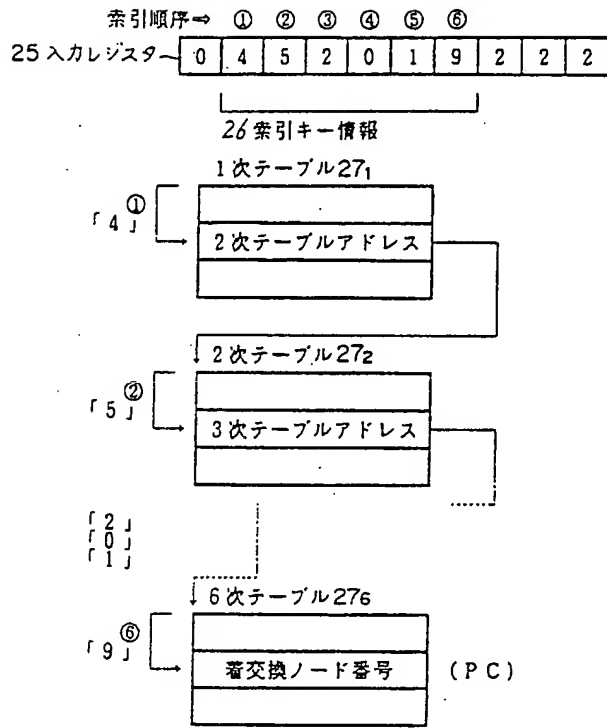 索引順序⇒ ① ② ③ ④ ⑤ ⑥
25 入力レジスタ 0 4 5 2 0 1 9 2 2 2
26 索引キー情報
1次テーブル27₁
①
「4」
2次テーブルアドレス
2次テーブル27₂
②
「5」
3次テーブルアドレス
「2」
「0」
「1」
6次テーブル27₆
⑥
「9」
着交換ノード番号 (PC)